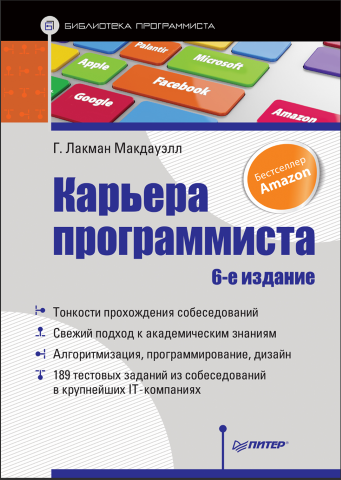 БИБЛИОТЕКА ПРОГРАММИСТА
Palantir
Microsoft
Apple
Facebook
Google
Amazon
Г. Лакман Макдауэлл
Бестселлер
Amazon
Карьера
программиста
6-е издание
Тонкости прохождения собеседований
Свежий подход к академическим знаниям
Алгоритмизация, программирование, дизайн
189 тестовых заданий из собеседований
в крупнейших IT-компаниях
ПИТЕР®